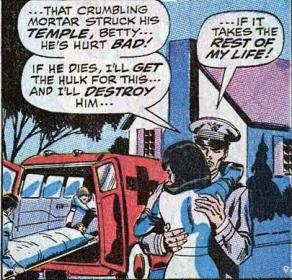 ...THAT CRUMBLING
MORTAR STRUCK HIS
TEMPLE, BETTY...
HE'S HURT BAD!
IF HE DIES, I'LL GET
THE HULK FOR THIS...
AND I'LL DESTROY
HIM...
...IF IT
TAKES THE
REST OF
MY LIFE!